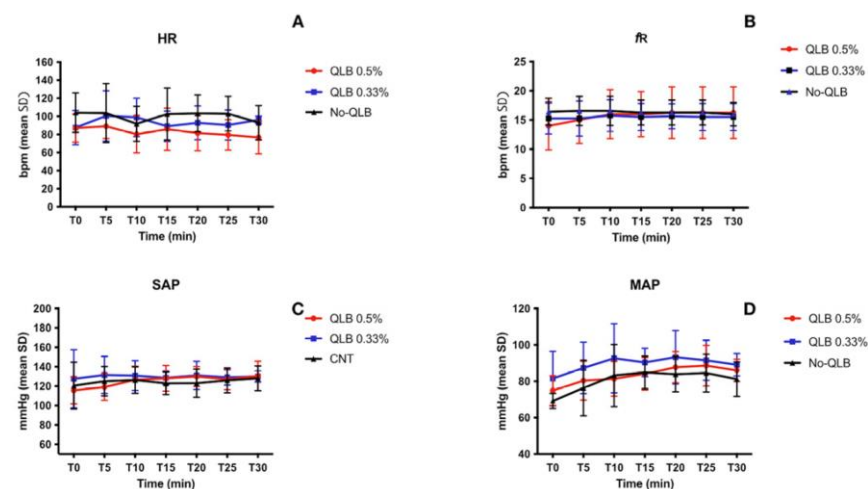 A
HR
QLB 0.5%
QLB 0.33%
No-QLB
bpm (mean SD)
160
140
120
100
80
60
40
20
0
T0 T5 T10 T15 T20 T25 T30
Time (min)
B
fR
QLB 0.5%
QLB 0.33%
No-QLB
bpm (mean SD)
25
20
15
10
5
0
T0 T5 T10 T15 T20 T25 T30
Time (min)
C
SAP
QLB 0.5%
QLB 0.33%
CNT
mmHg (mean SD)
200
180
160
140
120
100
80
60
T0 T5 T10 T15 T20 T25 T30
Time (min)
D
MAP
QLB 0.5%
QLB 0.33%
No-QLB
mmHg (mean SD)
120
100
80
60
40
T0 T5 T10 T15 T20 T25 T30
Time (min)